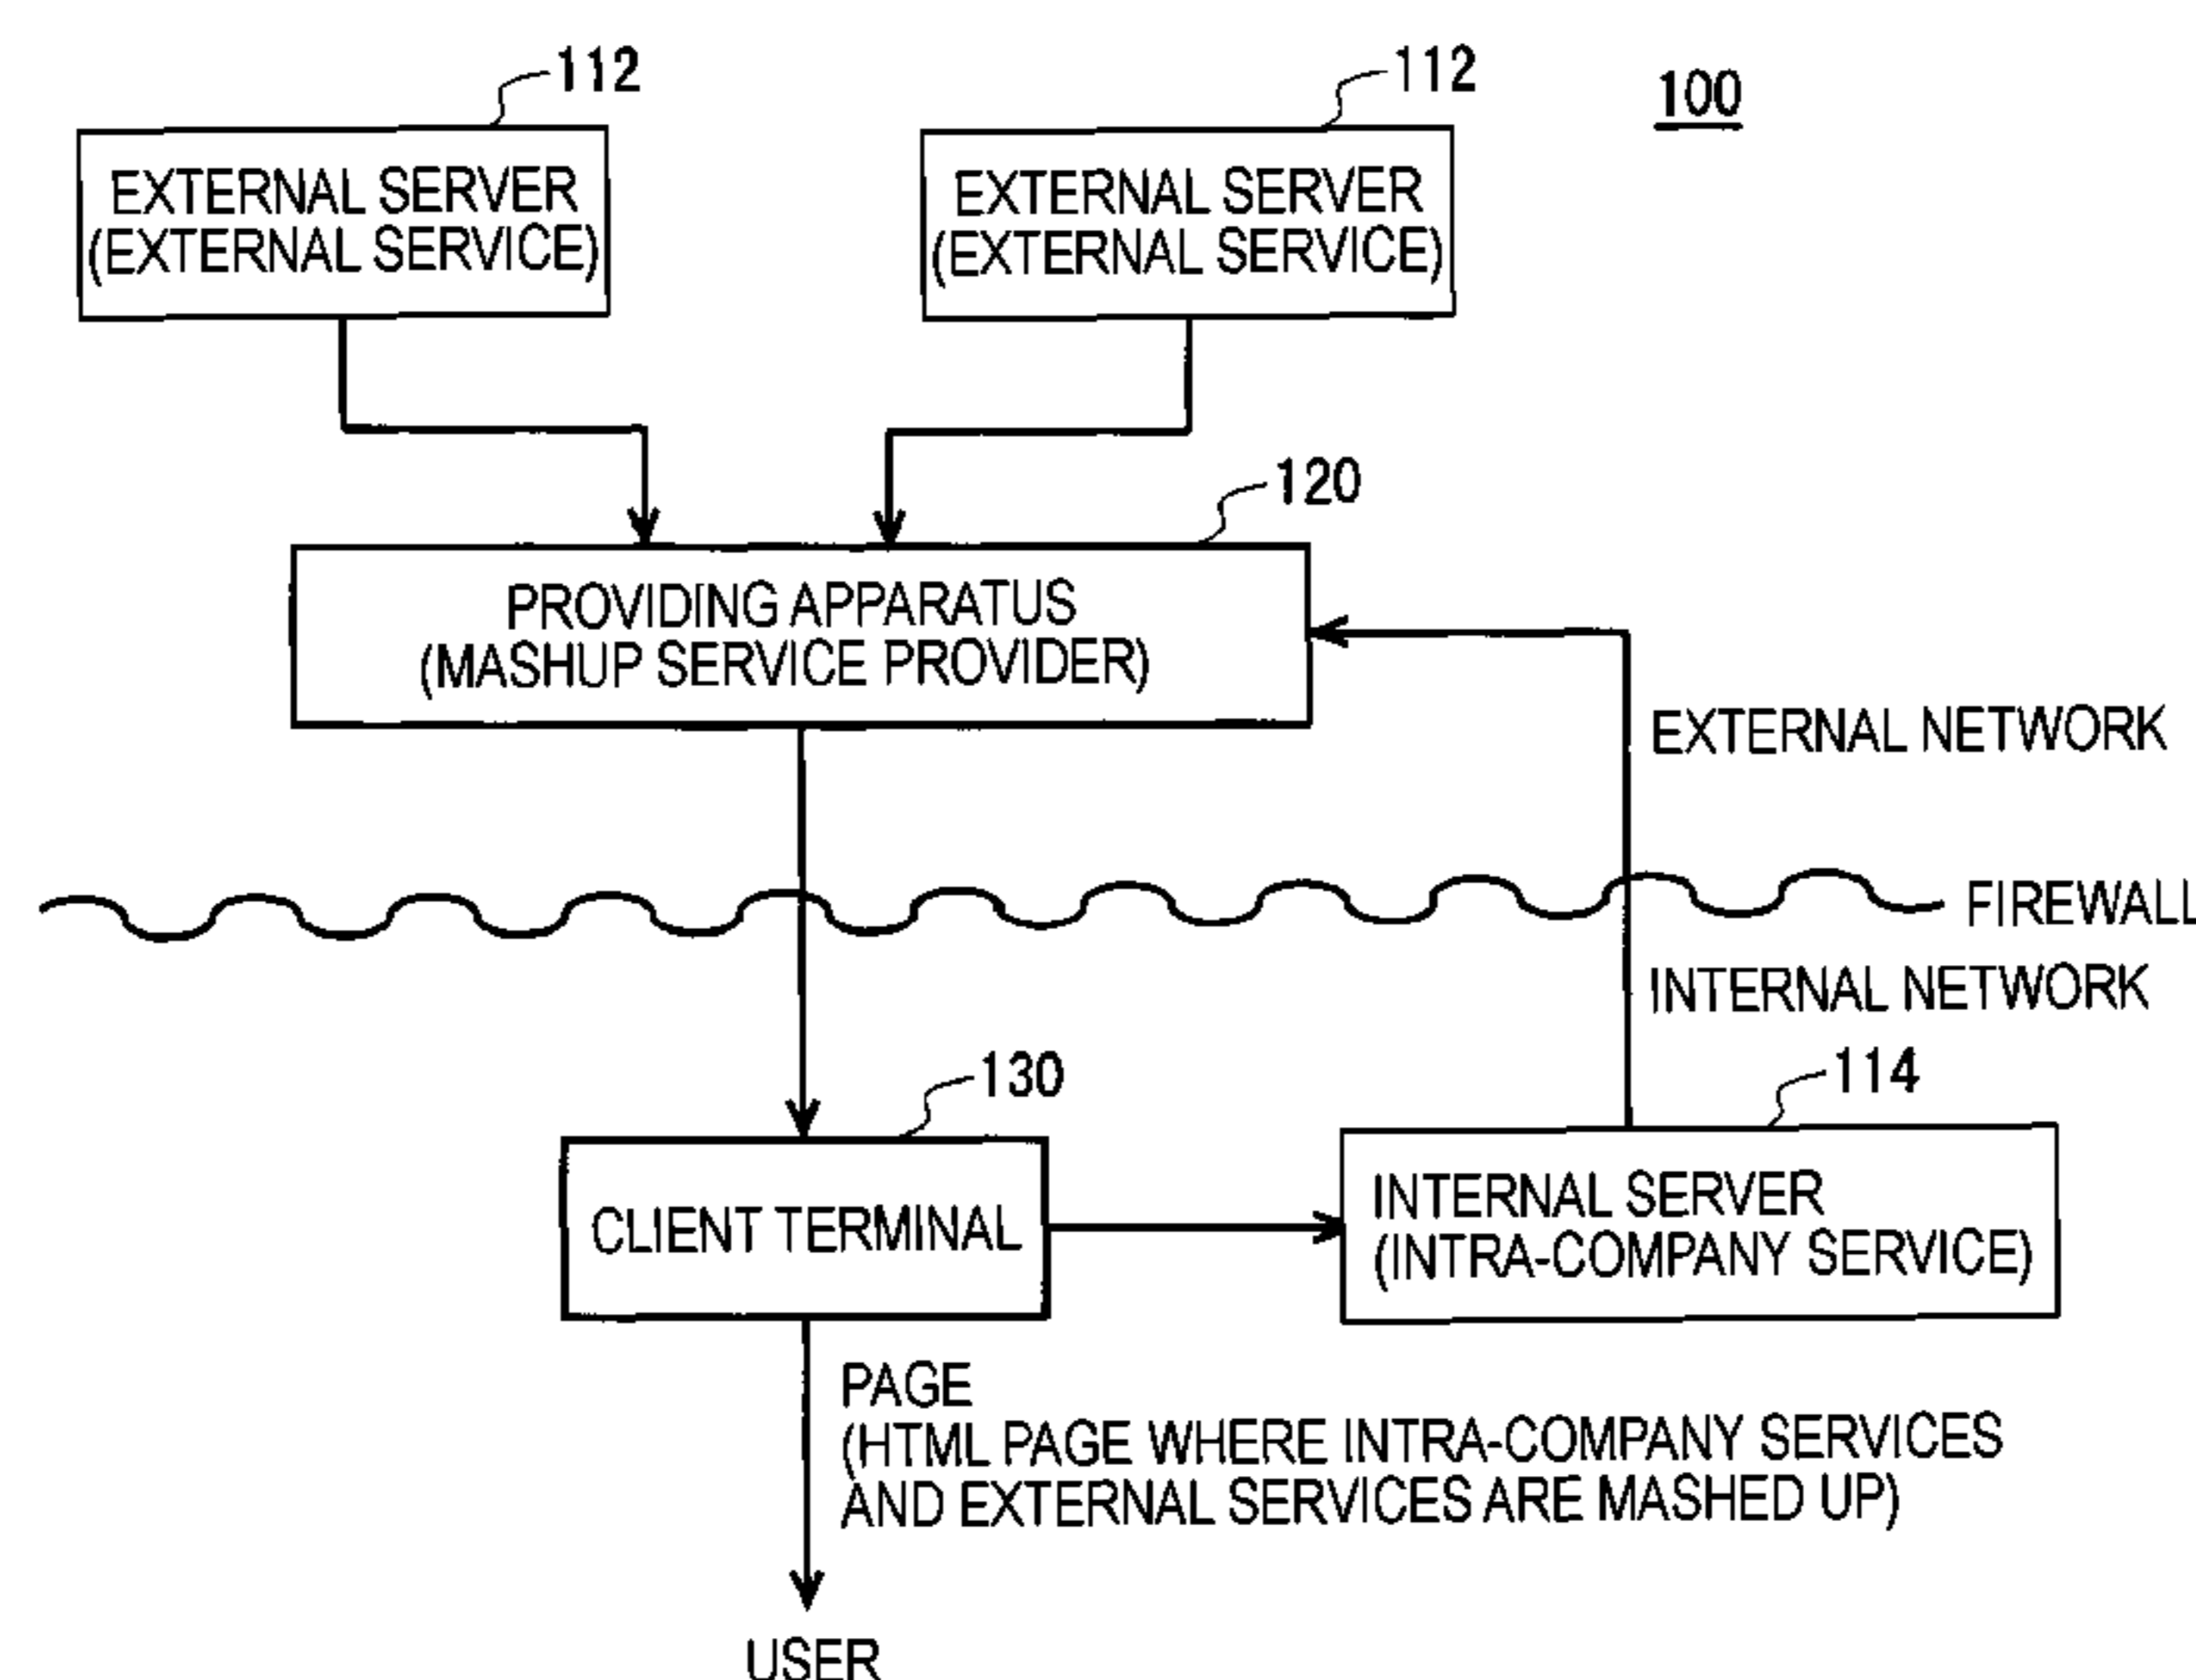 112
112
100
EXTERNAL SERVER
(EXTERNAL SERVICE)
EXTERNAL SERVER
(EXTERNAL SERVICE)
120
PROVIDING APPARATUS
(MASHUP SERVICE PROVIDER)
EXTERNAL NETWORK
FIREWALL
INTERNAL NETWORK
130
114
CLIENT TERMINAL
INTERNAL SERVER
(INTRA-COMPANY SERVICE)
PAGE
(HTML PAGE WHERE INTRA-COMPANY SERVICES
AND EXTERNAL SERVICES ARE MASHED UP)
USER